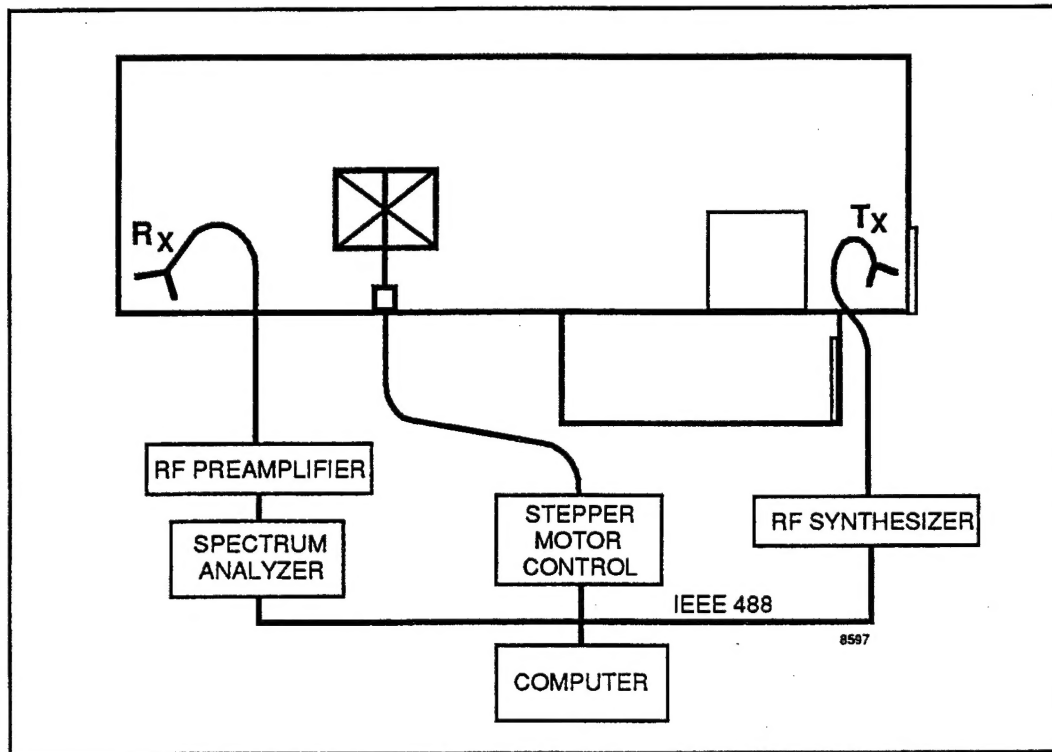 Rx
Tx
RF PREAMPLIFIER
SPECTRUM
ANALYZER
STEPPER
MOTOR
CONTROL
RF SYNTHESIZER
IEEE 488
8597
COMPUTER